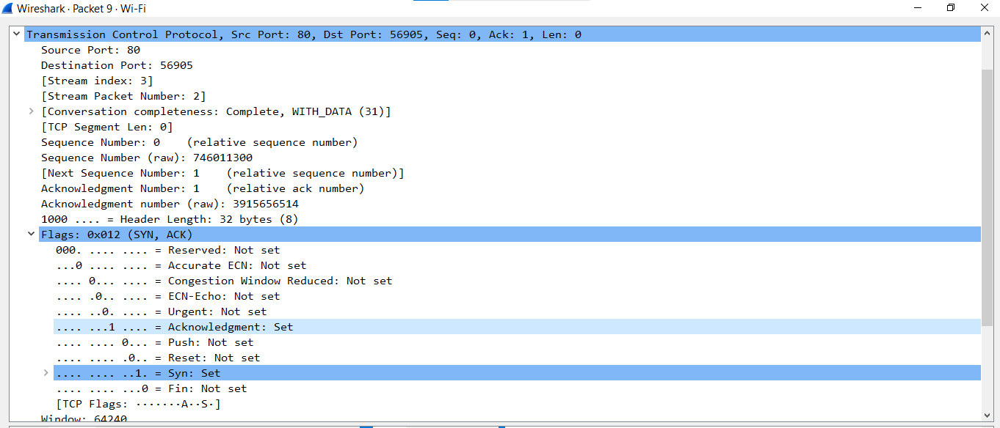 Wireshark · Packet 9 · Wi-Fi
Transmission Control Protocol, Src Port: 80, Dst Port: 56905, Seq: 0, Ack: 1, Len: 0
Source Port: 80
Destination Port: 56905
[Stream index: 3]
[Stream Packet Number: 2]
[Conversation completeness: Complete, WITH_DATA (31)]
[TCP Segment Len: 0]
Sequence Number: 0    (relative sequence number)
Sequence Number (raw): 746011300
[Next Sequence Number: 1    (relative sequence number)]
Acknowledgment Number: 1    (relative ack number)
Acknowledgment number (raw): 3915656514
1000 .... = Header Length: 32 bytes (8)
Flags: 0x012 (SYN, ACK)
000. .... .... = Reserved: Not set
...0 .... .... = Accurate ECN: Not set
.... 0... .... = Congestion Window Reduced: Not set
.... .0.. .... = ECN-Echo: Not set
.... ..0. .... = Urgent: Not set
.... ...1 .... = Acknowledgment: Set
.... .... 0... = Push: Not set
.... .... .0.. = Reset: Not set
.... .... ..1. = Syn: Set
.... .... ...0 = Fin: Not set
[TCP Flags: ·······A··S·]
Window: 64240